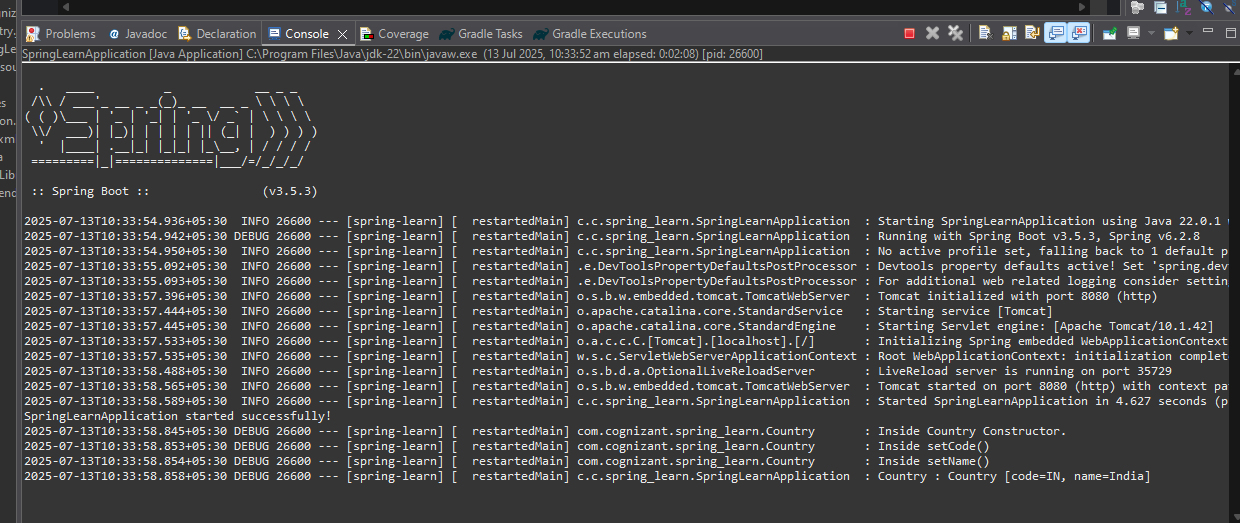 Problems @ Javadoc Declaration Console Coverage Gradle Tasks Gradle Executions
SpringLearnApplication [Java Application] C:\Program Files\Java\jdk-22\bin\javaw.exe (13 Jul 2025, 10:33:52 am elapsed: 0:02:08) [pid: 26600]
  .   ____          _            __ _ _
 /\\ / ___'_ __ _ _(_)_ __  __ _ \ \ \ \
( ( )\___ | '_ | '_| | '_ \/ _` | \ \ \ \
 \\/  ___)| |_)| | | | | || (_| |  ) ) ) )
  '  |____| .__|_| |_|_| |_\__, | / / / /
 =========|_|==============|___/=/_/_/_/
 :: Spring Boot ::                (v3.5.3)
2025-07-13T10:33:54.936+05:30  INFO 26600 --- [spring-learn] [  restartedMain] c.c.spring_learn.SpringLearnApplication  : Starting SpringLearnApplication using Java 22.0.1
2025-07-13T10:33:54.942+05:30 DEBUG 26600 --- [spring-learn] [  restartedMain] c.c.spring_learn.SpringLearnApplication  : Running with Spring Boot v3.5.3, Spring v6.2.8
2025-07-13T10:33:54.950+05:30  INFO 26600 --- [spring-learn] [  restartedMain] c.c.spring_learn.SpringLearnApplication  : No active profile set, falling back to 1 default p
2025-07-13T10:33:55.092+05:30  INFO 26600 --- [spring-learn] [  restartedMain] .e.DevToolsPropertyDefaultsPostProcessor : Devtools property defaults active! Set 'spring.dev
2025-07-13T10:33:55.093+05:30  INFO 26600 --- [spring-learn] [  restartedMain] .e.DevToolsPropertyDefaultsPostProcessor : For additional web related logging consider settin
2025-07-13T10:33:57.396+05:30  INFO 26600 --- [spring-learn] [  restartedMain] o.s.b.w.embedded.tomcat.TomcatWebServer  : Tomcat initialized with port 8080 (http)
2025-07-13T10:33:57.444+05:30  INFO 26600 --- [spring-learn] [  restartedMain] o.apache.catalina.core.StandardService   : Starting service [Tomcat]
2025-07-13T10:33:57.445+05:30  INFO 26600 --- [spring-learn] [  restartedMain] o.apache.catalina.core.StandardEngine    : Starting Servlet engine: [Apache Tomcat/10.1.42]
2025-07-13T10:33:57.533+05:30  INFO 26600 --- [spring-learn] [  restartedMain] o.a.c.c.C.[Tomcat].[localhost].[/]       : Initializing Spring embedded WebApplicationContext
2025-07-13T10:33:57.535+05:30  INFO 26600 --- [spring-learn] [  restartedMain] w.s.c.ServletWebServerApplicationContext : Root WebApplicationContext: initialization complet
2025-07-13T10:33:58.488+05:30  INFO 26600 --- [spring-learn] [  restartedMain] o.s.b.d.a.OptionalLiveReloadServer       : LiveReload server is running on port 35729
2025-07-13T10:33:58.565+05:30  INFO 26600 --- [spring-learn] [  restartedMain] o.s.b.w.embedded.tomcat.TomcatWebServer  : Tomcat started on port 8080 (http) with context pa
2025-07-13T10:33:58.589+05:30  INFO 26600 --- [spring-learn] [  restartedMain] c.c.spring_learn.SpringLearnApplication  : Started SpringLearnApplication in 4.627 seconds (p
SpringLearnApplication started successfully!
2025-07-13T10:33:58.845+05:30 DEBUG 26600 --- [spring-learn] [  restartedMain] com.cognizant.spring_learn.Country       : Inside Country Constructor.
2025-07-13T10:33:58.853+05:30 DEBUG 26600 --- [spring-learn] [  restartedMain] com.cognizant.spring_learn.Country       : Inside setCode()
2025-07-13T10:33:58.854+05:30 DEBUG 26600 --- [spring-learn] [  restartedMain] com.cognizant.spring_learn.Country       : Inside setName()
2025-07-13T10:33:58.858+05:30 DEBUG 26600 --- [spring-learn] [  restartedMain] c.c.spring_learn.SpringLearnApplication  : Country : Country [code=IN, name=India]